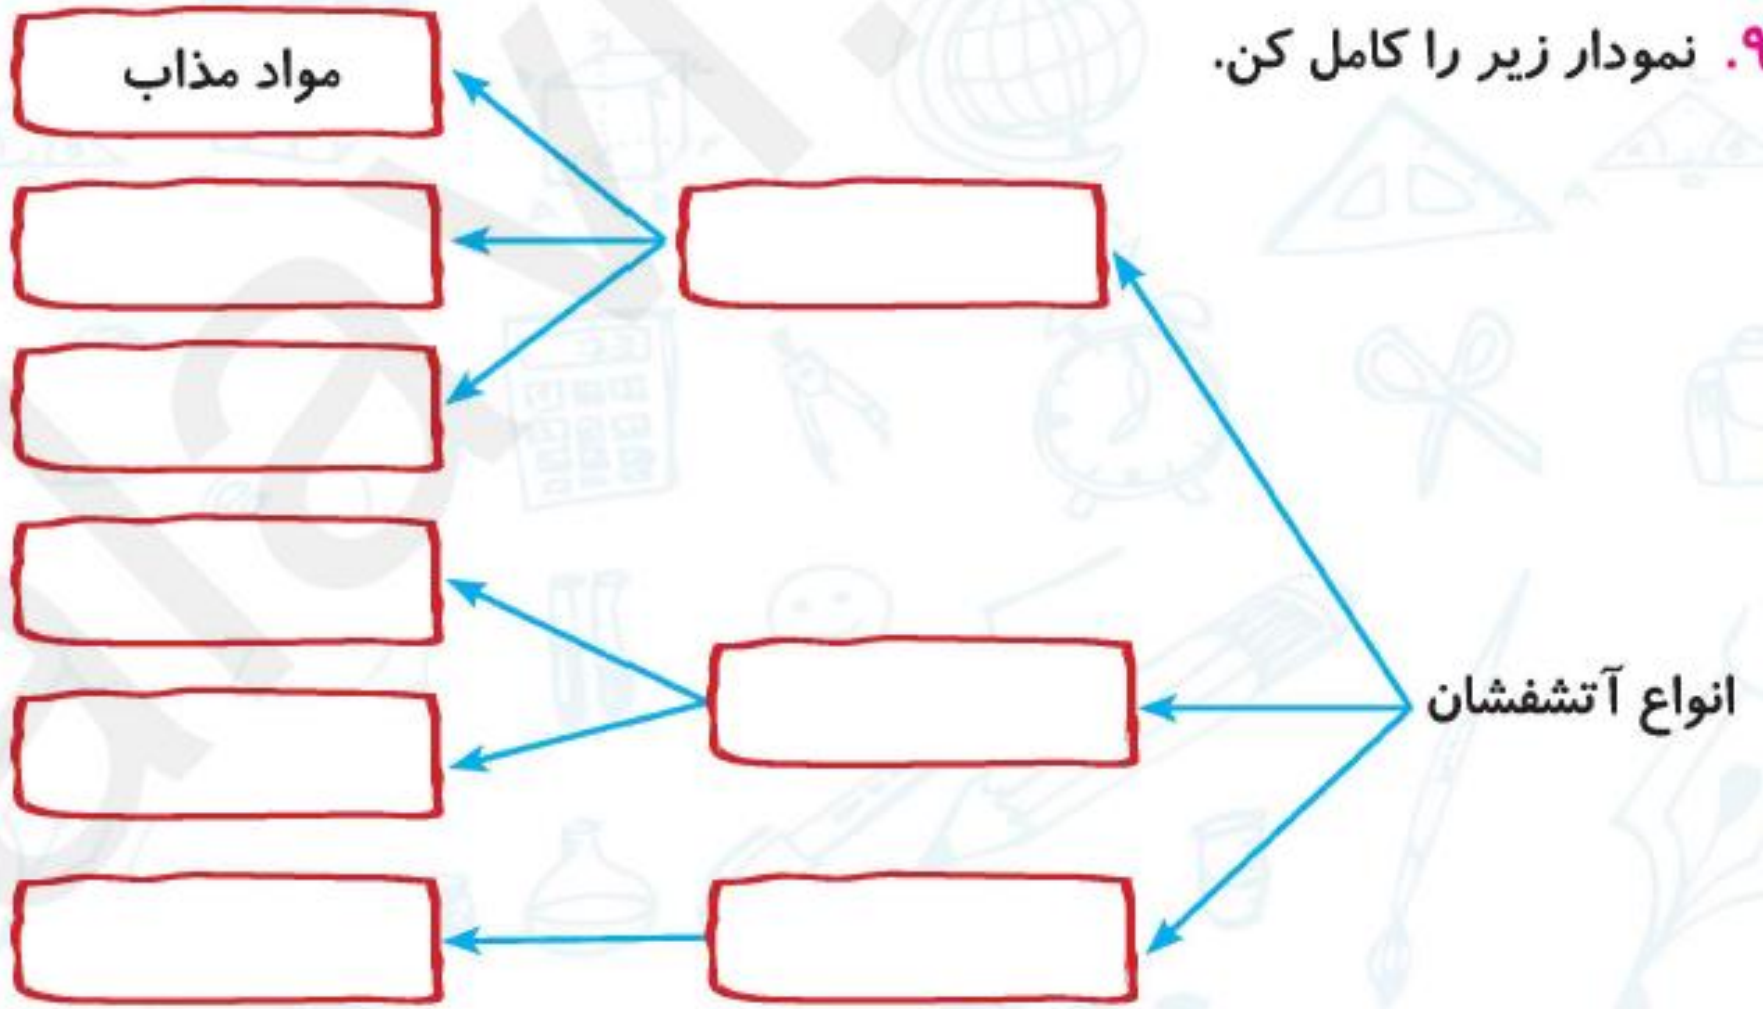 ۹. نمودار زیر را کامل کن.
مواد مذاب
انواع آتشفشان